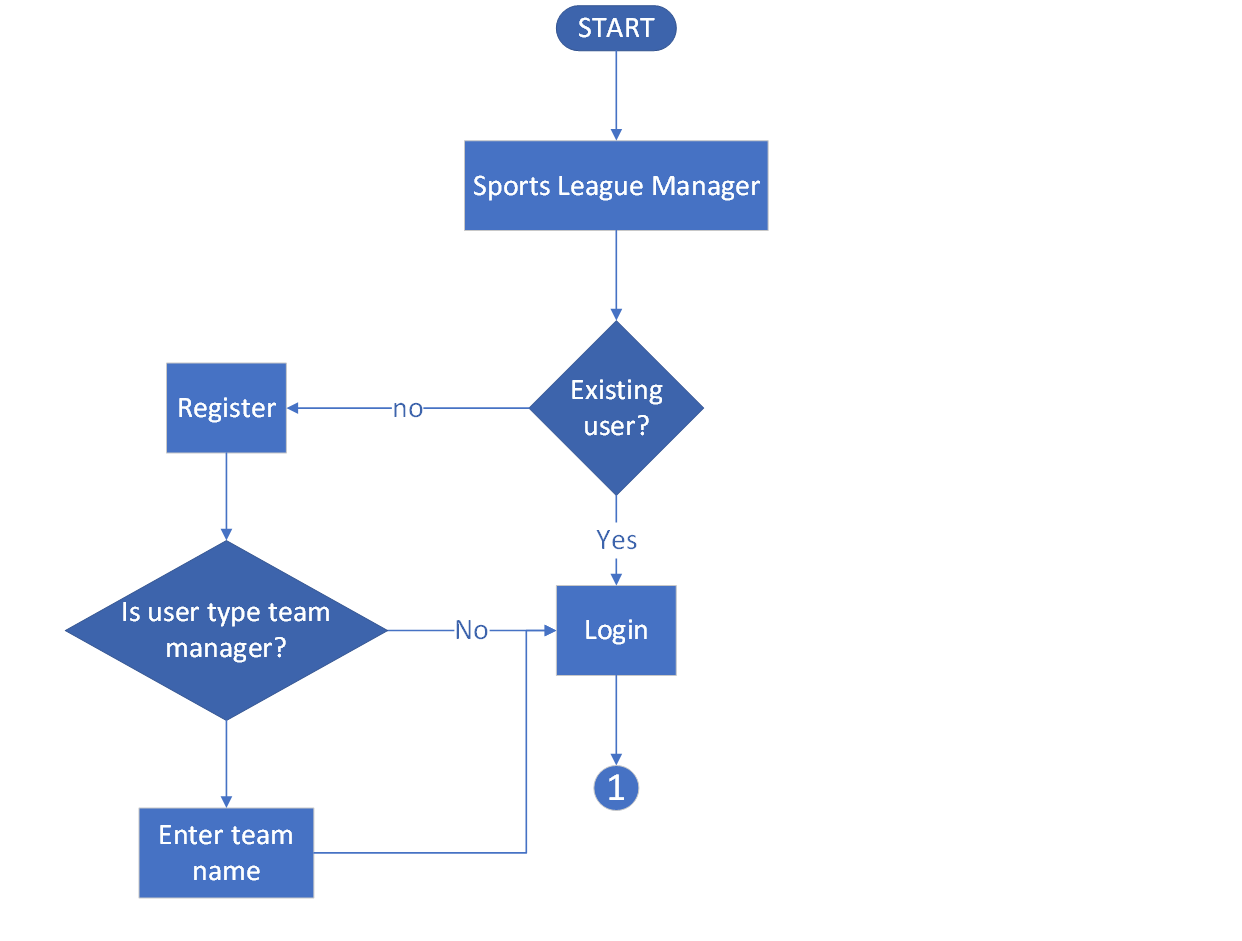 START
Sports League Manager
Existing
user?
no
Register
Yes
Is user type team
manager?
No
Login
1
Enter team
name